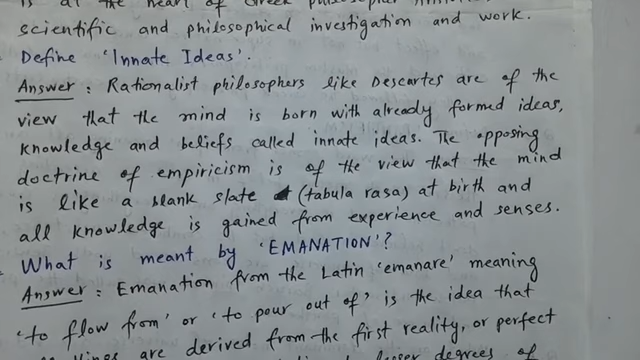 is at the heart of Greek philosopher
scientific and philosophical investigation and work.
Define 'Innate Ideas'.
Answer: Rationalist philosophers like Descartes are of the
view that the mind is born with already formed ideas,
knowledge and beliefs called innate ideas. The opposing
doctrine of empiricism is of the view that the mind
is like a blank slate (tabula rasa) at birth and
all knowledge is gained from experience and senses.
What is meant by 'EMANATION'?
Answer: Emanation from the Latin 'emanare' meaning
'to flow from' or 'to pour out of' is the idea that
are derived from the first reality, or perfect
lesser degrees of